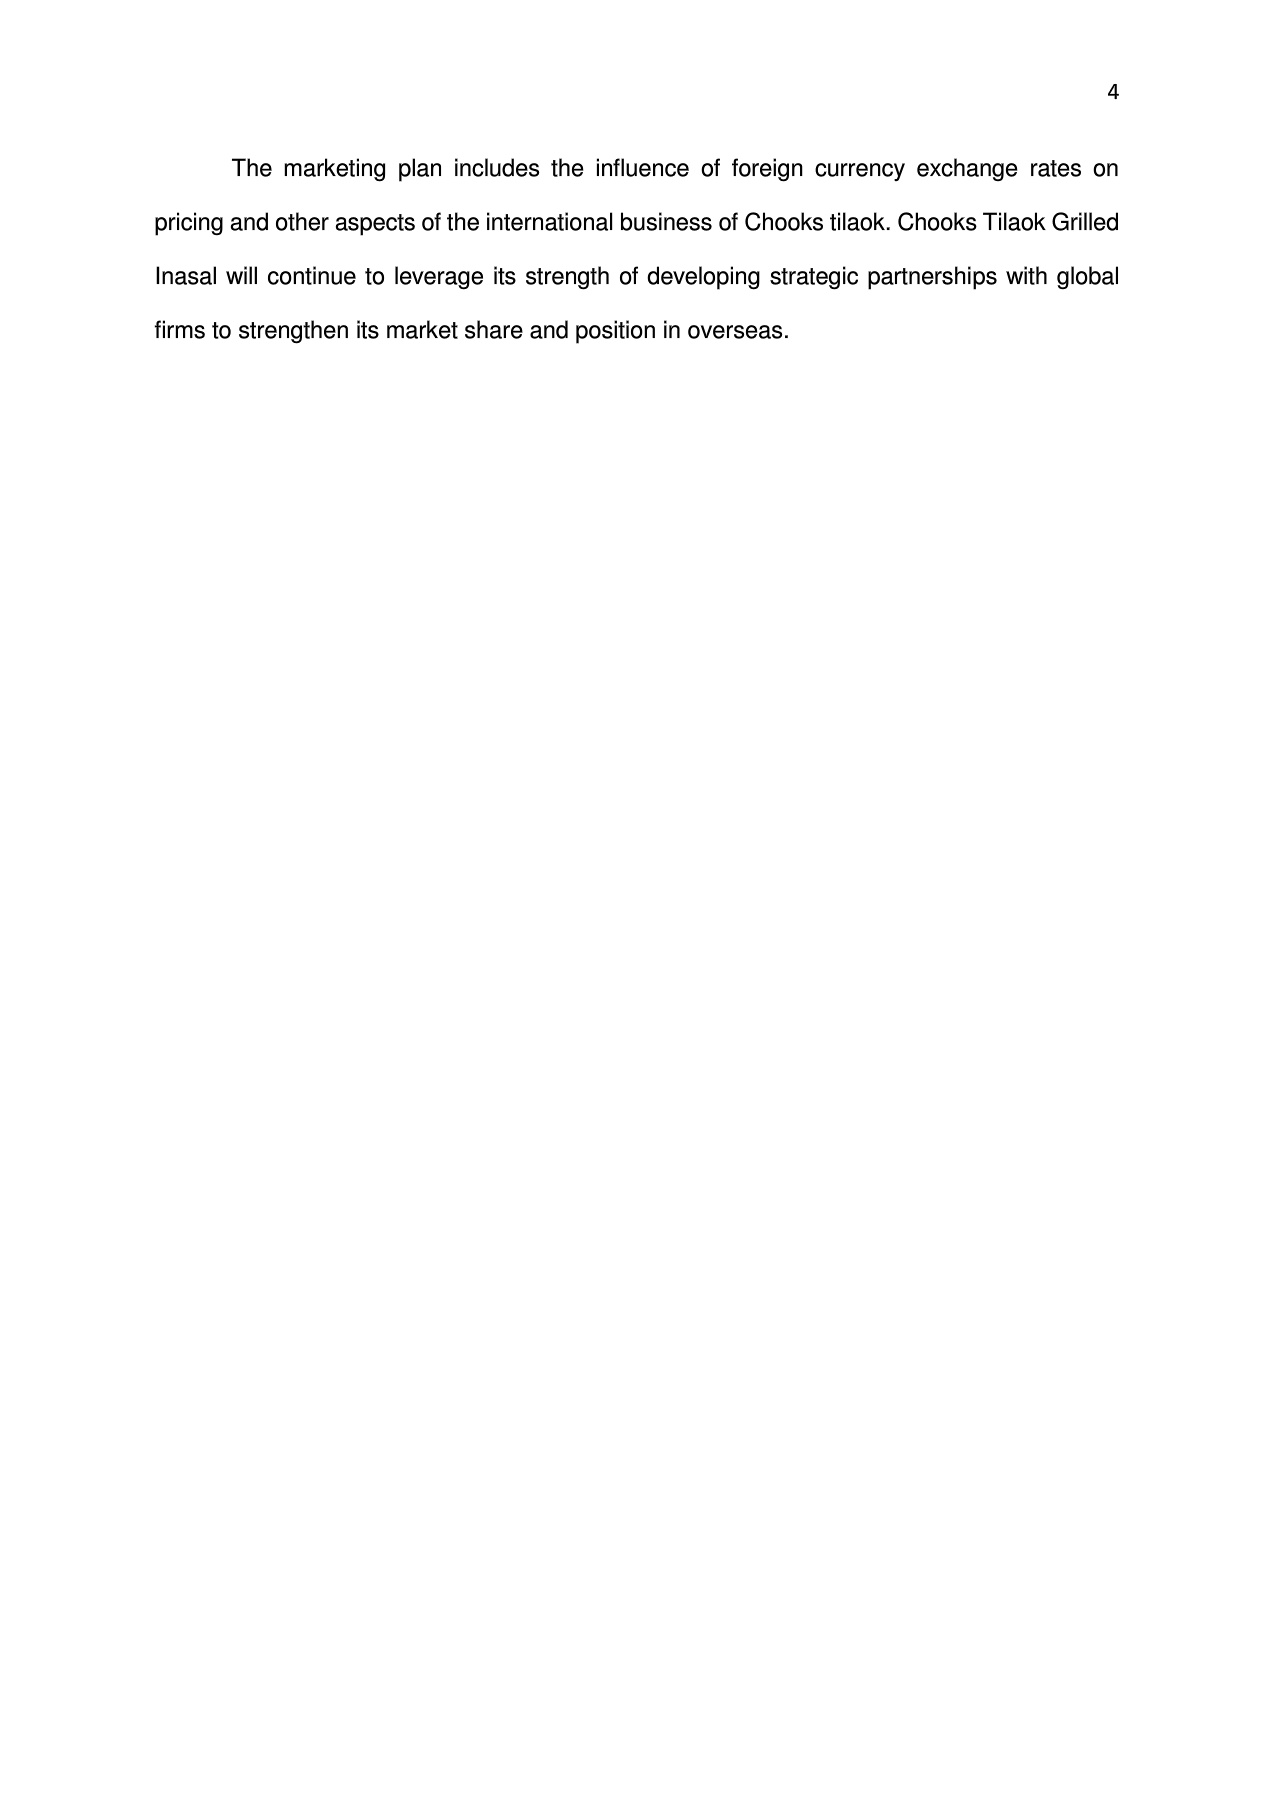 4
The marketing plan includes the influence of foreign currency exchange rates on
pricing and other aspects of the international business of Chooks tilaok. Chooks Tilaok Grilled
Inasal will continue to leverage its strength of developing strategic partnerships with global
firms to strengthen its market share and position in overseas.